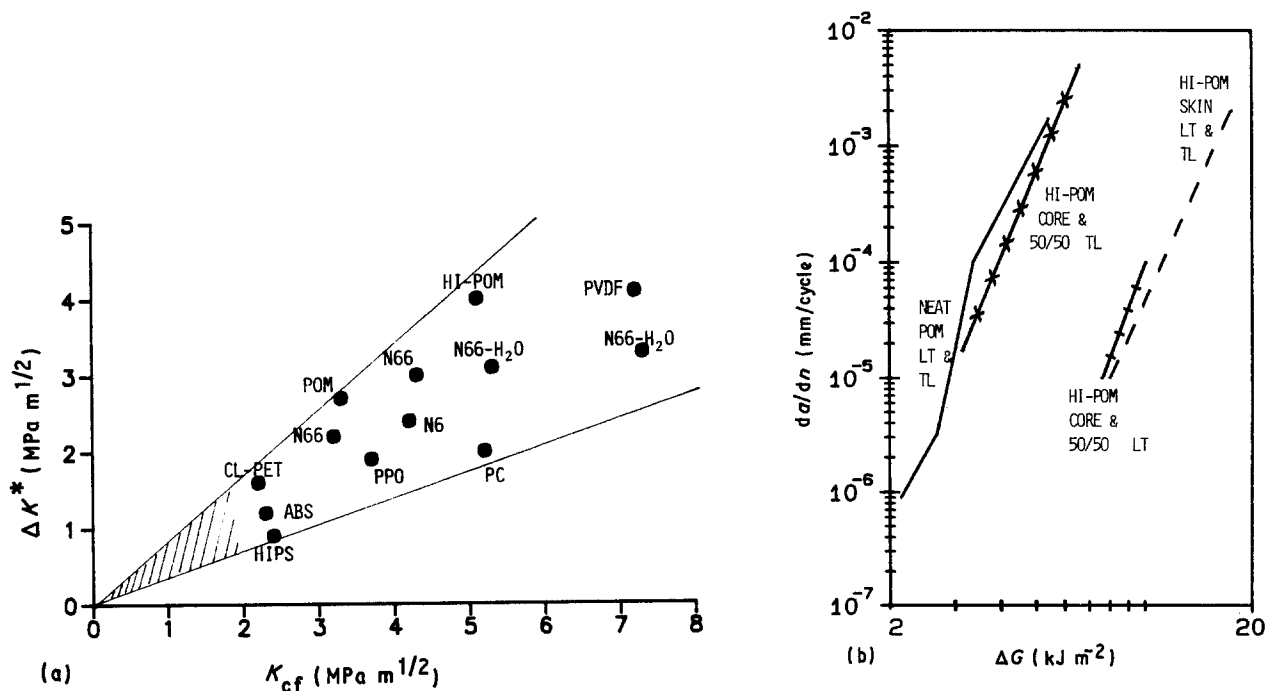 5
4
3
2
1
0
ΔK* (MPa m1/2)
HI-POM
PVDF
N66
N66-H2O
N66-H2O
POM
N66
N6
CL-PET
PPO
PC
ABS
HIPS
0 1 2 3 4 5 6 7 8
(a)
Kcf (MPa m1/2)
10-2
10-3
10-4
10-5
10-6
10-7
da/dn (mm/cycle)
HI-POM
SKIN
LT &
TL
HI-POM
CORE &
50/50 TL
NEAT
POM
LT &
TL
HI-POM
CORE &
50/50 LT
2
20
(b)
ΔG (kJ m-2)